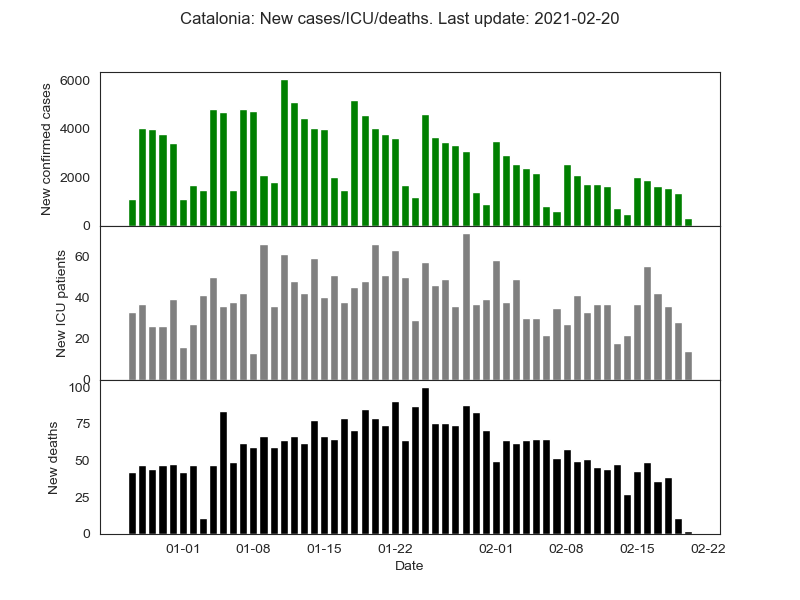 Catalonia: New cases/ICU/deaths. Last update: 2021-02-20
New confirmed cases
6000
4000
2000
0
New ICU patients
60
40
20
0
New deaths
100
75
50
25
0
01-01 01-08 01-15 01-22 02-01 02-08 02-15 02-22
Date